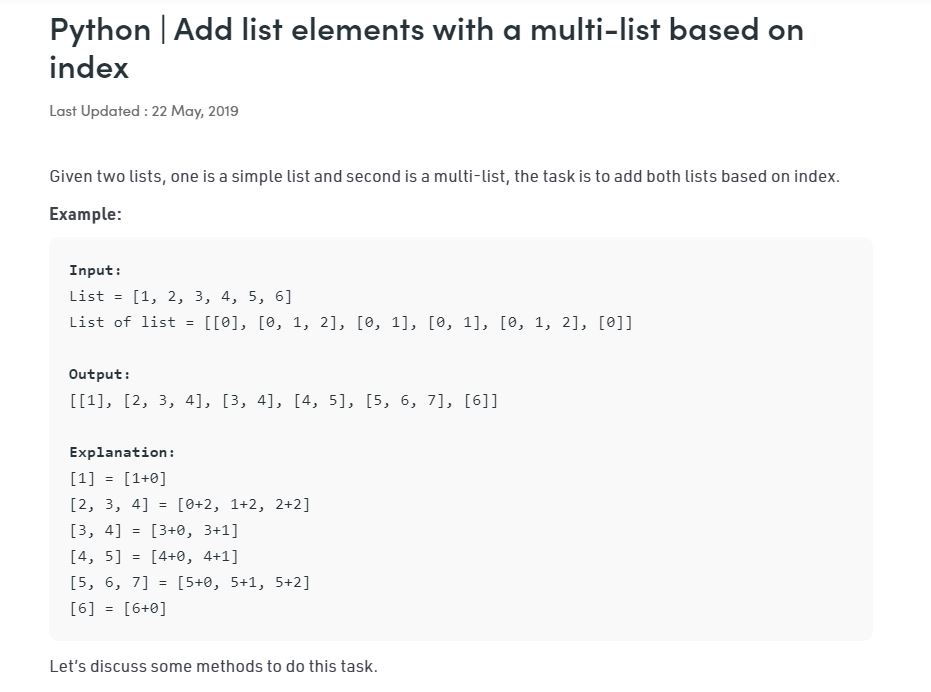 Python | Add list elements with a multi-list based on
index
Last Updated : 22 May, 2019
Given two lists, one is a simple list and second is a multi-list, the task is to add both lists based on index.
Example:
Input:
List = [1, 2, 3, 4, 5, 6]
List of list = [[0], [0, 1, 2], [0, 1], [0, 1], [0, 1, 2], [0]]
Output:
[[1], [2, 3, 4], [3, 4], [4, 5], [5, 6, 7], [6]]
Explanation:
[1] = [1+0]
[2, 3, 4] = [0+2, 1+2, 2+2]
[3, 4] = [3+0, 3+1]
[4, 5] = [4+0, 4+1]
[5, 6, 7] = [5+0, 5+1, 5+2]
[6] = [6+0]
Let's discuss some methods to do this task.